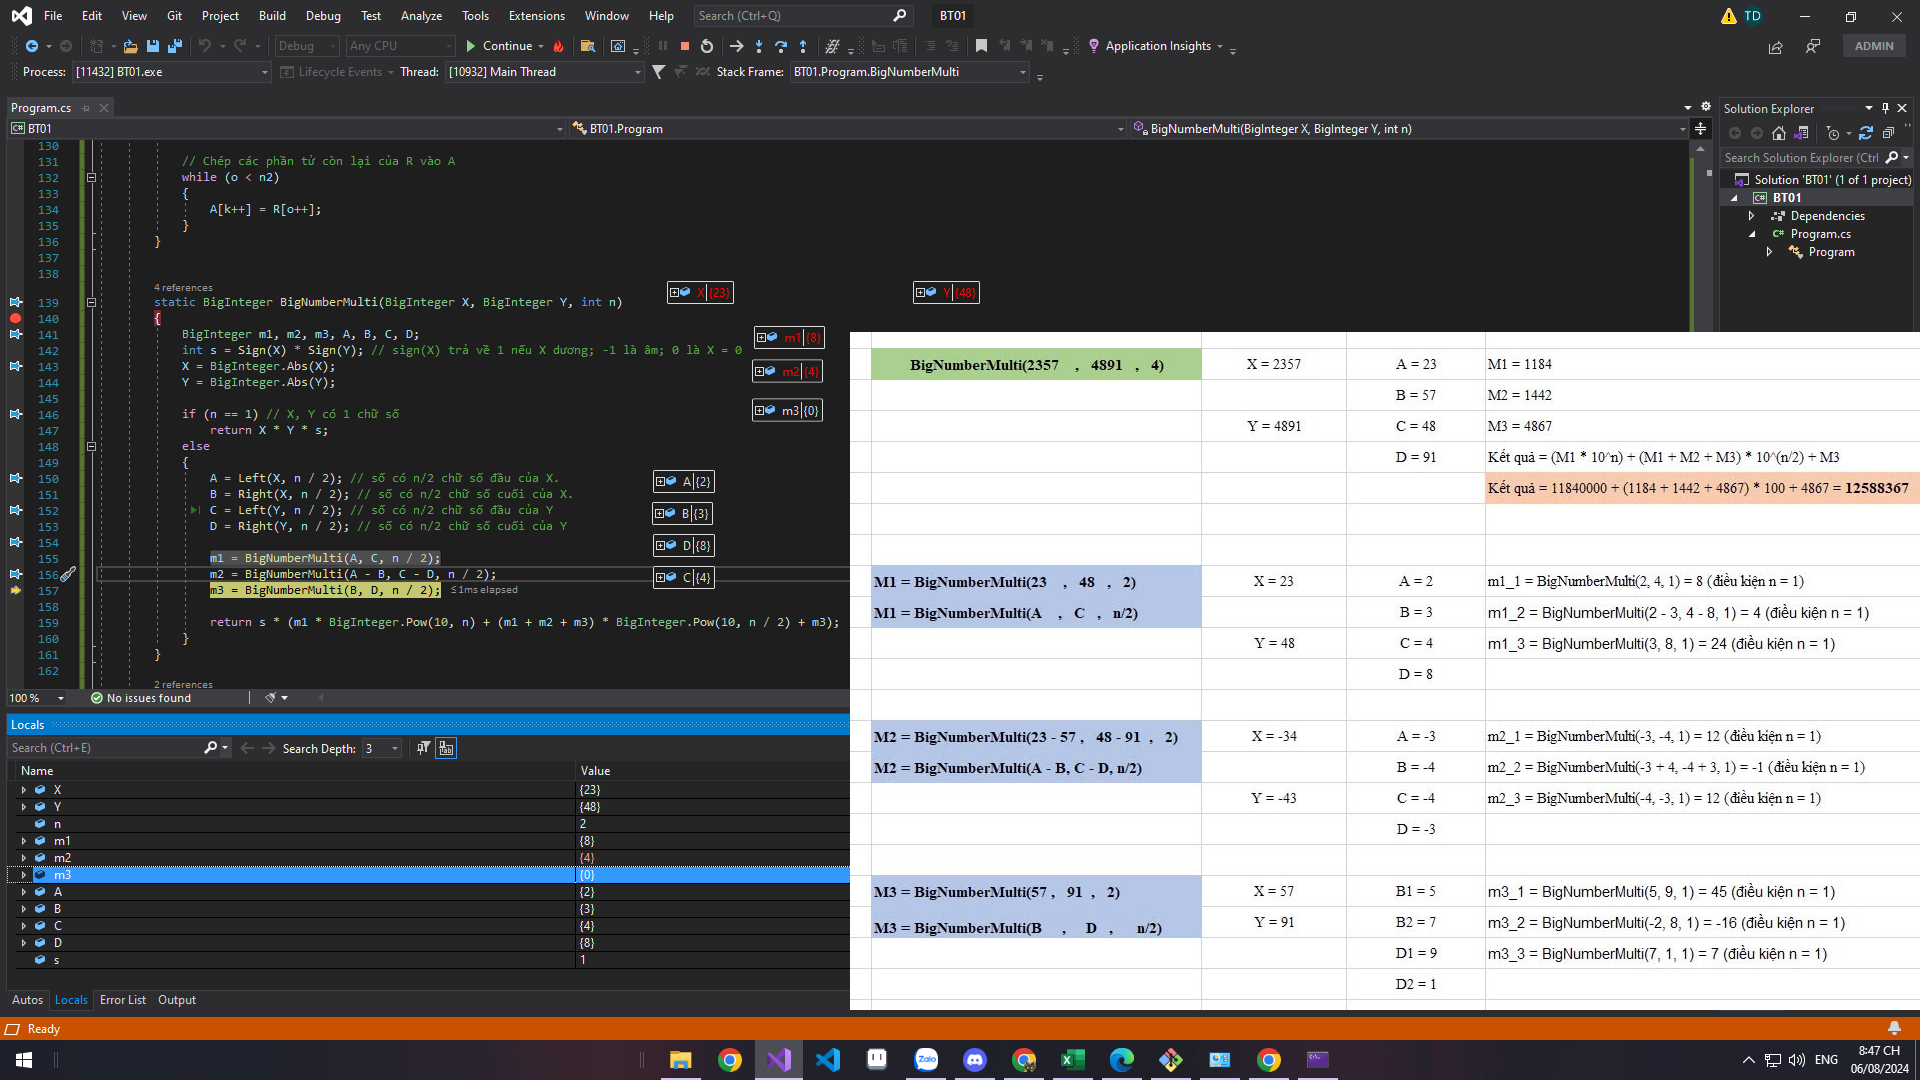 File Edit View Git Project Build Debug Test Analyze Tools Extensions Window Help Search (Ctrl+Q) BT01 TD
Debug Any CPU Continue Application Insights ADMIN
Process: [11432] BT01.exe Lifecycle Events Thread: [10932] Main Thread Stack Frame: BT01.Program.BigNumberMulti
Program.cs
BT01 BT01.Program BigNumberMulti(BigInteger X, BigInteger Y, int n)
130
131 // Chép các phần tử còn lại của R vào A
132 while (o < n2)
133 {
134 A[k++] = R[o++];
135 }
136 }
137
138
4 references
139 static BigInteger BigNumberMulti(BigInteger X, BigInteger Y, int n)
140 {
141 BigInteger m1, m2, m3, A, B, C, D;
142 int s = Sign(X) * Sign(Y); // sign(X) trả về 1 nếu X dương; -1 là âm; 0 là X = 0
143 X = BigInteger.Abs(X);
144 Y = BigInteger.Abs(Y);
145
146 if (n == 1) // X, Y có 1 chữ số
147 return X * Y * s;
148 else
149 {
150 A = Left(X, n / 2); // số có n/2 chữ số đầu của X.
151 B = Right(X, n / 2); // số có n/2 chữ số cuối của X.
152 C = Left(Y, n / 2); // số có n/2 chữ số đầu của Y
153 D = Right(Y, n / 2); // số có n/2 chữ số cuối của Y
154
155 m1 = BigNumberMulti(A, C, n / 2);
156 m2 = BigNumberMulti(A - B, C - D, n / 2);
157 m3 = BigNumberMulti(B, D, n / 2); ≤1ms elapsed
158
159 return s * (m1 * BigInteger.Pow(10, n) + (m1 + m2 + m3) * BigInteger.Pow(10, n / 2) + m3);
160 }
161 }
162
2 references
X {23}
Y {48}
m1 {8}
m2 {4}
m3 {0}
A {2}
B {3}
D {8}
C {4}
100 % No issues found
Locals
Search (Ctrl+E) Search Depth: 3
Name Value
X {23}
Y {48}
n 2
m1 {8}
m2 {4}
m3 {0}
A {2}
B {3}
C {4}
D {8}
s 1
Autos Locals Error List Output
Ready
Solution Explorer
Search Solution Explorer (Ctrl
Solution 'BT01' (1 of 1 project)
BT01
Dependencies
Program.cs
Program
BigNumberMulti(2357 , 4891 , 4) X = 2357 A = 23 M1 = 1184
B = 57 M2 = 1442
Y = 4891 C = 48 M3 = 4867
D = 91 Kết quả = (M1 * 10^n) + (M1 + M2 + M3) * 10^(n/2) + M3
Kết quả = 11840000 + (1184 + 1442 + 4867) * 100 + 4867 = 12588367
M1 = BigNumberMulti(23 , 48 , 2) X = 23 A = 2 m1_1 = BigNumberMulti(2, 4, 1) = 8 (điều kiện n = 1)
M1 = BigNumberMulti(A , C , n/2) B = 3 m1_2 = BigNumberMulti(2 - 3, 4 - 8, 1) = 4 (điều kiện n = 1)
Y = 48 C = 4 m1_3 = BigNumberMulti(3, 8, 1) = 24 (điều kiện n = 1)
D = 8
M2 = BigNumberMulti(23 - 57 , 48 - 91 , 2) X = -34 A = -3 m2_1 = BigNumberMulti(-3, -4, 1) = 12 (điều kiện n = 1)
M2 = BigNumberMulti(A - B, C - D, n/2) B = -4 m2_2 = BigNumberMulti(-3 + 4, -4 + 3, 1) = -1 (điều kiện n = 1)
Y = -43 C = -4 m2_3 = BigNumberMulti(-4, -3, 1) = 12 (điều kiện n = 1)
D = -3
M3 = BigNumberMulti(57 , 91 , 2) X = 57 B1 = 5 m3_1 = BigNumberMulti(5, 9, 1) = 45 (điều kiện n = 1)
M3 = BigNumberMulti(B , D , n/2) Y = 91 B2 = 7 m3_2 = BigNumberMulti(-2, 8, 1) = -16 (điều kiện n = 1)
D1 = 9 m3_3 = BigNumberMulti(7, 1, 1) = 7 (điều kiện n = 1)
D2 = 1
Zalo
ENG 8:47 CH
06/08/2024